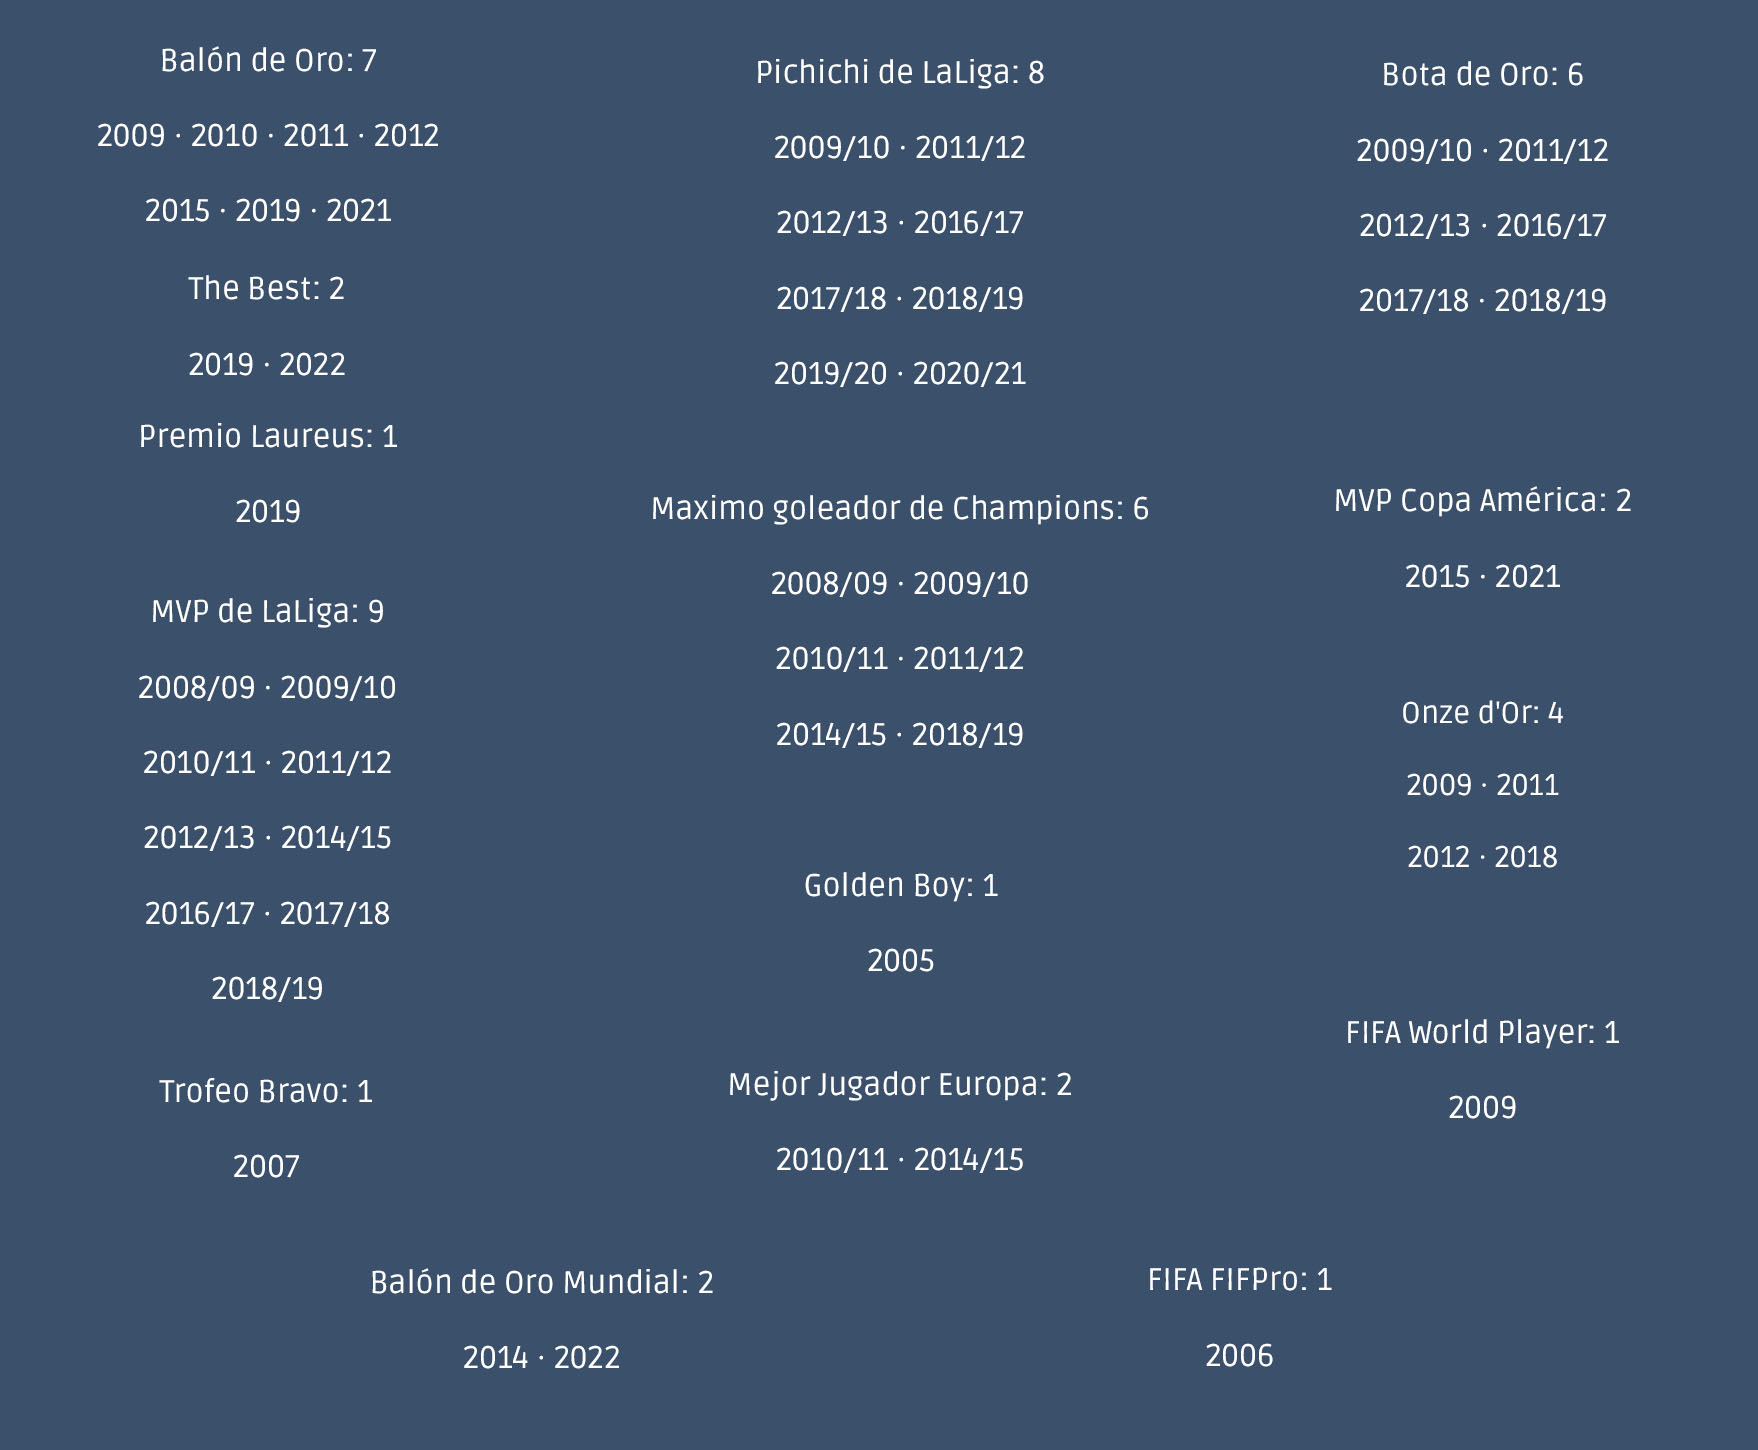 Balón de Oro: 7
2009 · 2010 · 2011 · 2012
2015 · 2019 · 2021
The Best: 2
2019 · 2022
Premio Laureus: 1
2019
MVP de LaLiga: 9
2008/09 · 2009/10
2010/11 · 2011/12
2012/13 · 2014/15
2016/17 · 2017/18
2018/19
Trofeo Bravo: 1
2007
Pichichi de LaLiga: 8
2009/10 · 2011/12
2012/13 · 2016/17
2017/18 · 2018/19
2019/20 · 2020/21
Maximo goleador de Champions: 6
2008/09 · 2009/10
2010/11 · 2011/12
2014/15 · 2018/19
Golden Boy: 1
2005
Mejor Jugador Europa: 2
2010/11 · 2014/15
Bota de Oro: 6
2009/10 · 2011/12
2012/13 · 2016/17
2017/18 · 2018/19
MVP Copa América: 2
2015 · 2021
Onze d'Or: 4
2009 · 2011
2012 · 2018
FIFA World Player: 1
2009
Balón de Oro Mundial: 2
2014 · 2022
FIFA FIFPro: 1
2006